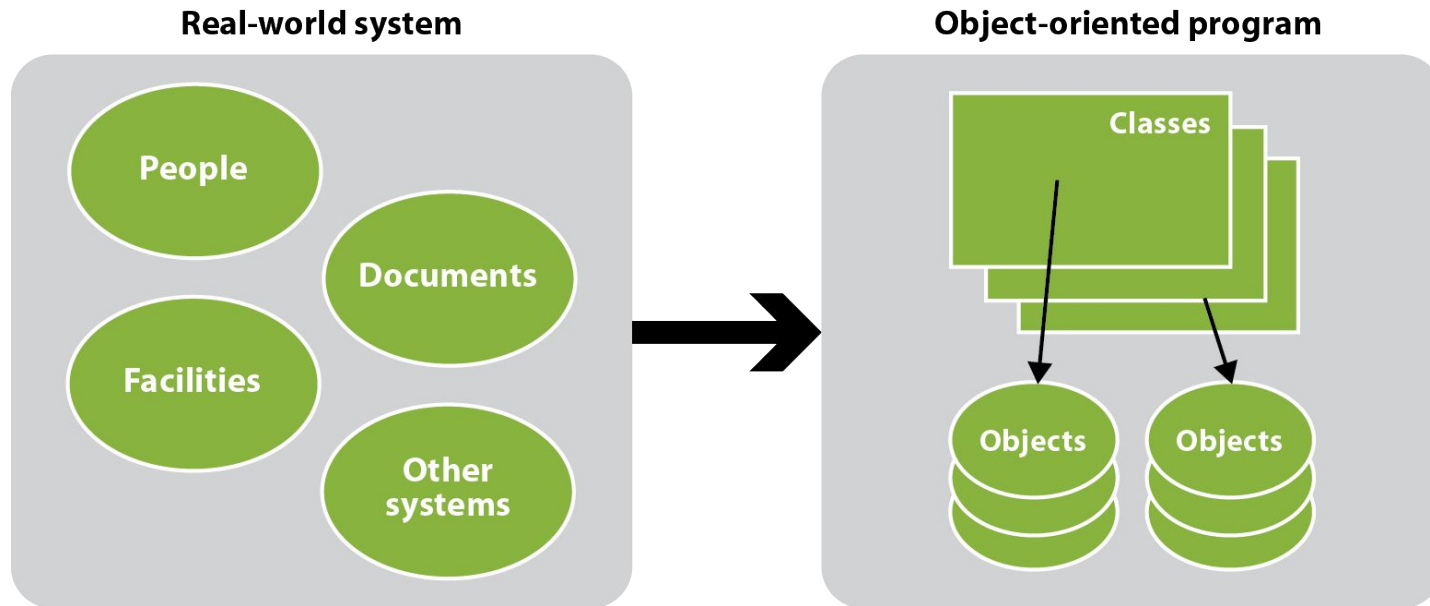 Real-world system
People
Documents
Facilities
Other
systems
Object-oriented program
Classes
Objects
Objects